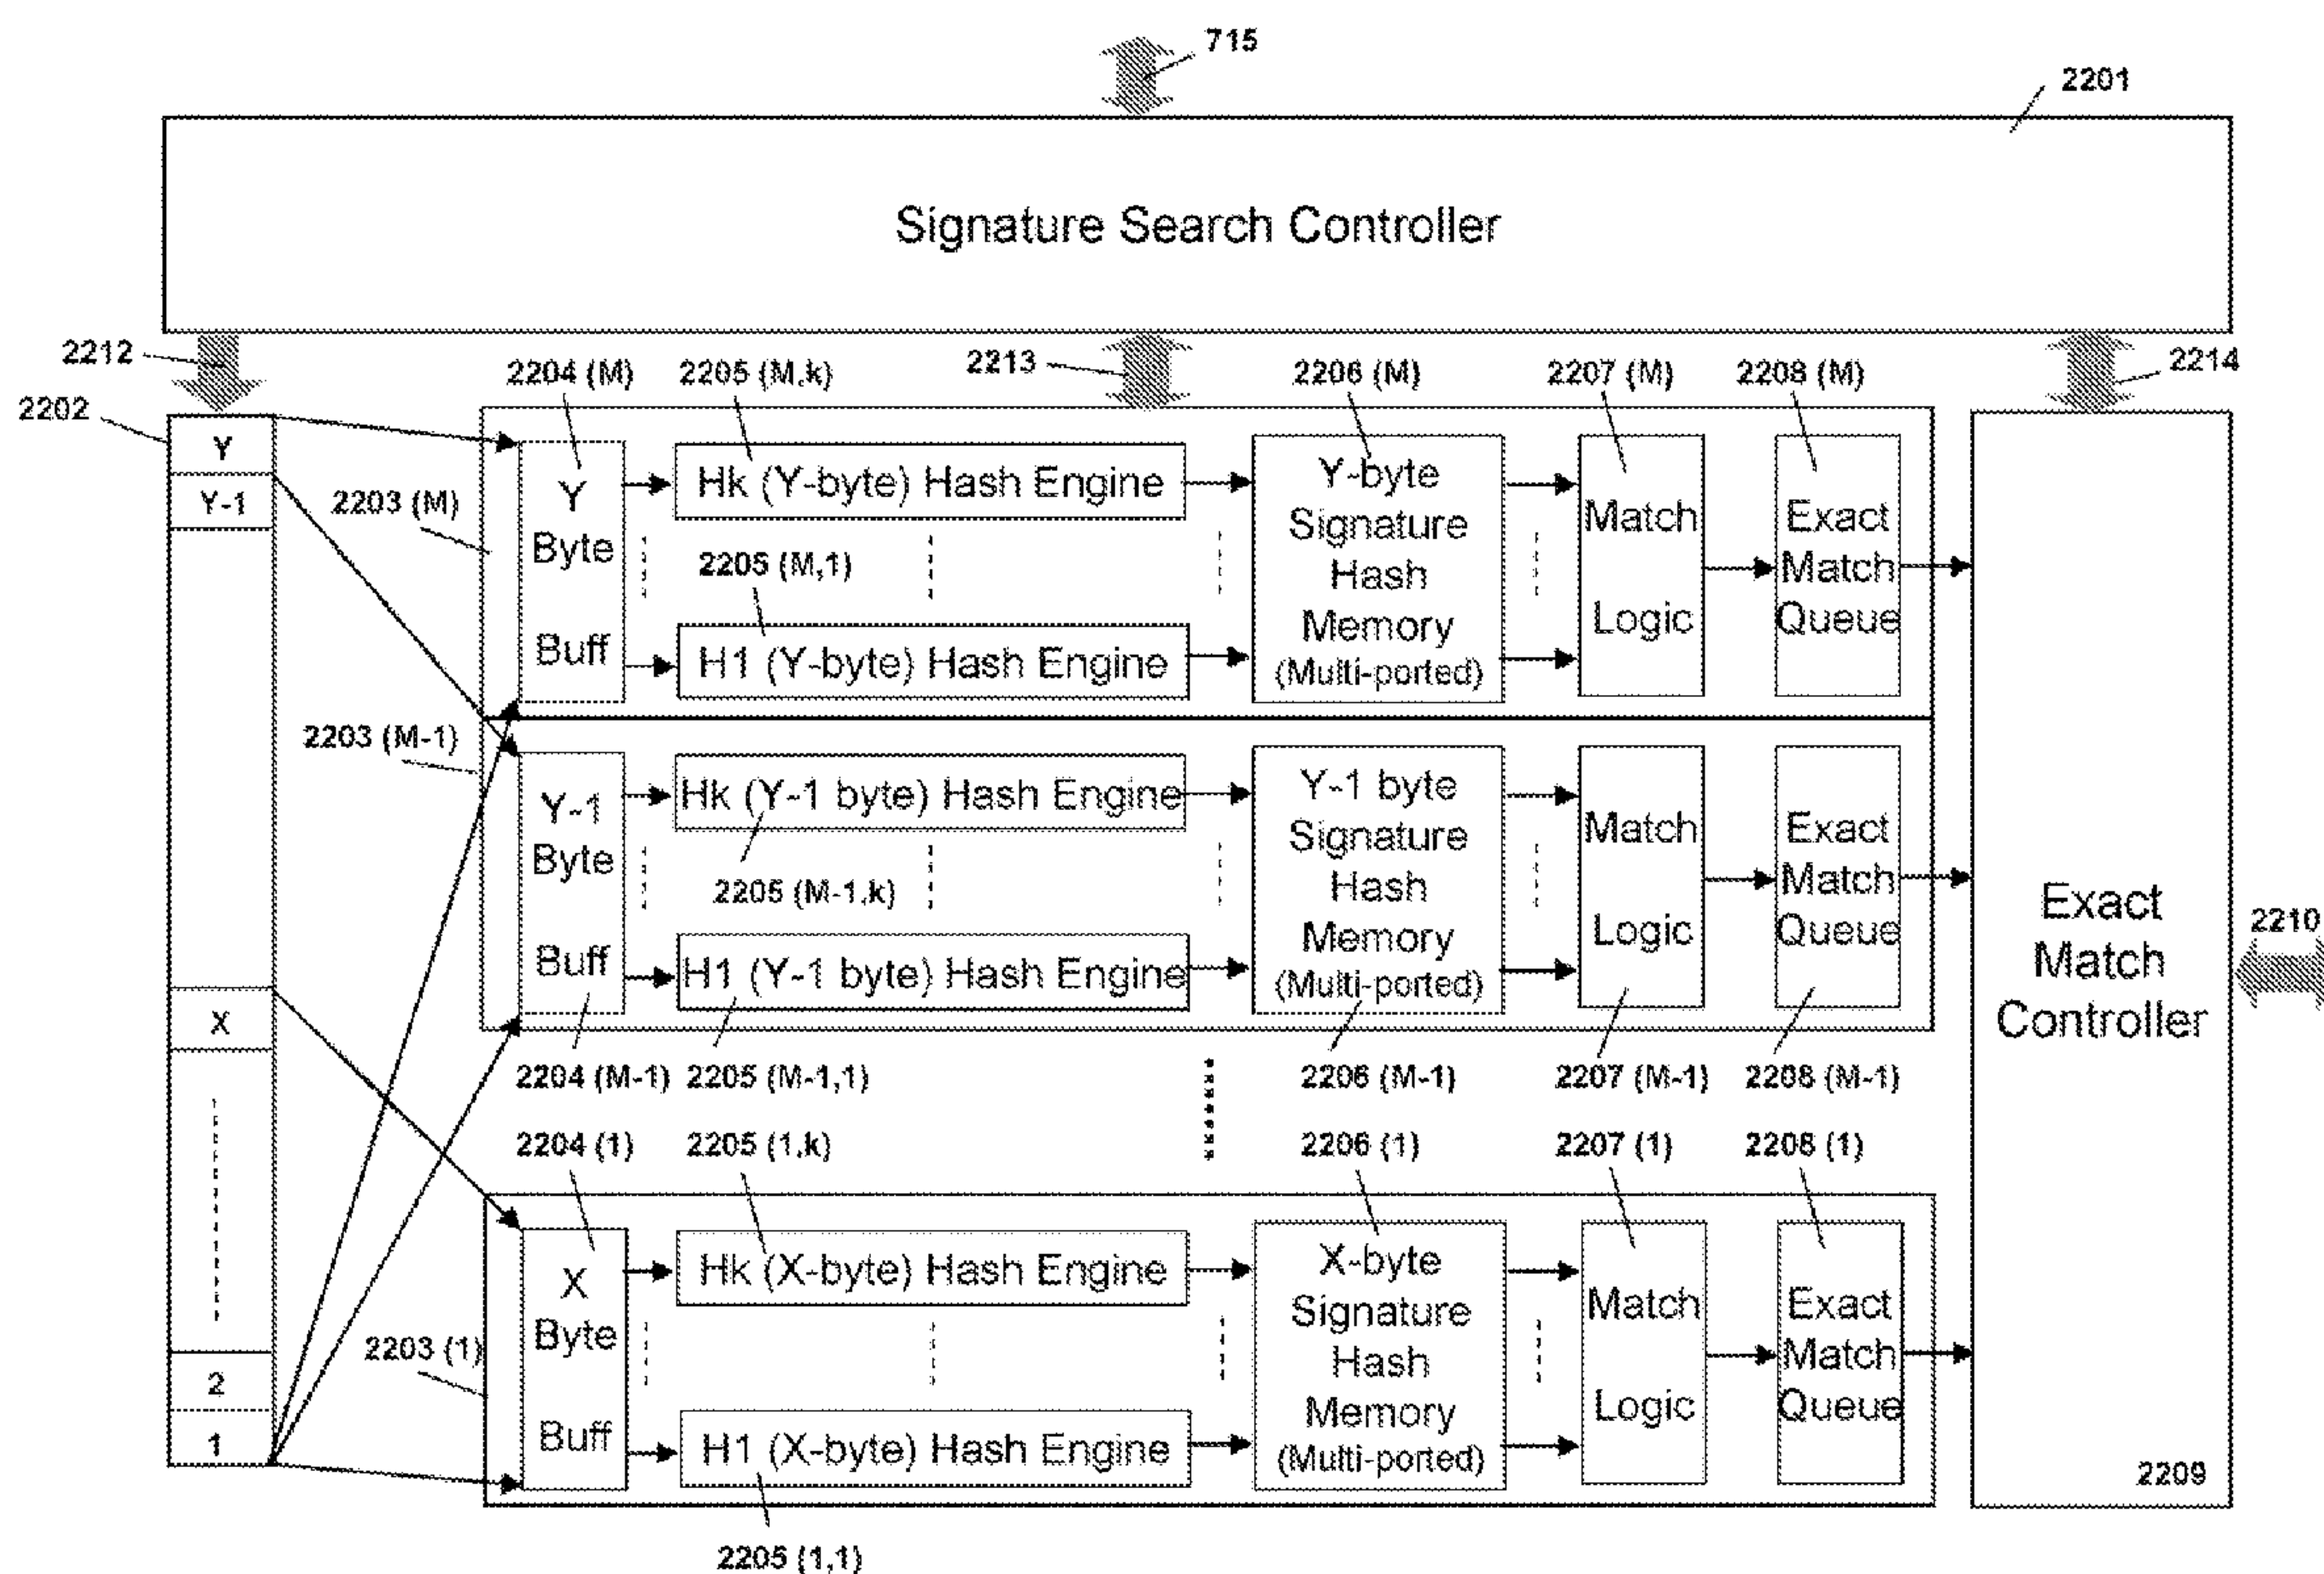 715
2201
Signature Search Controller
2212
2213
2214
2202
2204 (M)
2205 (M,k)
2206 (M)
2207 (M)
2208 (M)
Y
Y-1
X
2
1
2203 (M)
Y
Byte
Buff
Hk (Y-byte) Hash Engine
2205 (M,1)
H1 (Y-byte) Hash Engine
Y-byte
Signature
Hash
Memory
(Multi-ported)
Match
Logic
Exact
Match
Queue
2203 (M-1)
Y-1
Byte
Buff
Hk (Y-1 byte) Hash Engine
2205 (M-1,k)
H1 (Y-1 byte) Hash Engine
Y-1 byte
Signature
Hash
Memory
(Multi-ported)
Match
Logic
Exact
Match
Queue
2204 (M-1)
2205 (M-1,1)
2206 (M-1)
2207 (M-1)
2208 (M-1)
2204 (1)
2205 (1,k)
2206 (1)
2207 (1)
2208 (1)
2203 (1)
X
Byte
Buff
Hk (X-byte) Hash Engine
H1 (X-byte) Hash Engine
2205 (1,1)
X-byte
Signature
Hash
Memory
(Multi-ported)
Match
Logic
Exact
Match
Queue
Exact
Match
Controller
2209
2210